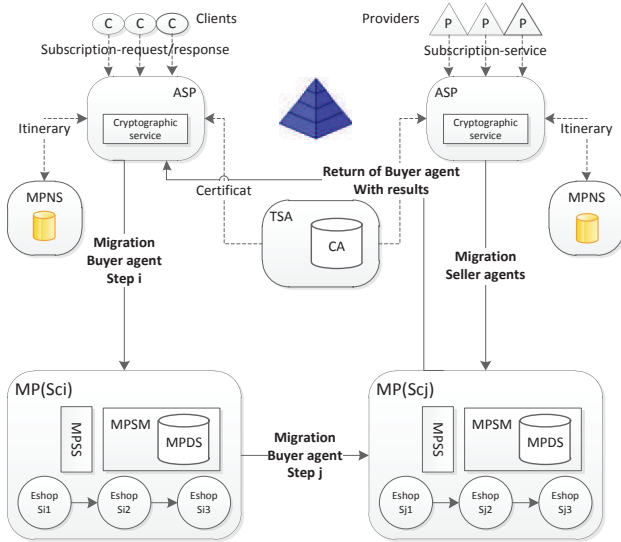 C C C Clients
Providers P P P
Subscription-request/response
Subscription-service
ASP
Cryptographic
service
ASP
Cryptographic
service
Itinerary
Itinerary
MPNS
MPNS
Certificat
Return of Buyer agent
With results
TSA
CA
Migration
Buyer agent
Step i
Migration
Seller agents
MP(Sci)
MPSS
MPSM
MPDS
Eshop
Si1
Eshop
Si2
Eshop
Si3
Migration
Buyer agent
Step j
MP(Scj)
MPSS
MPSM
MPDS
Eshop
Sj1
Eshop
Sj2
Eshop
Sj3